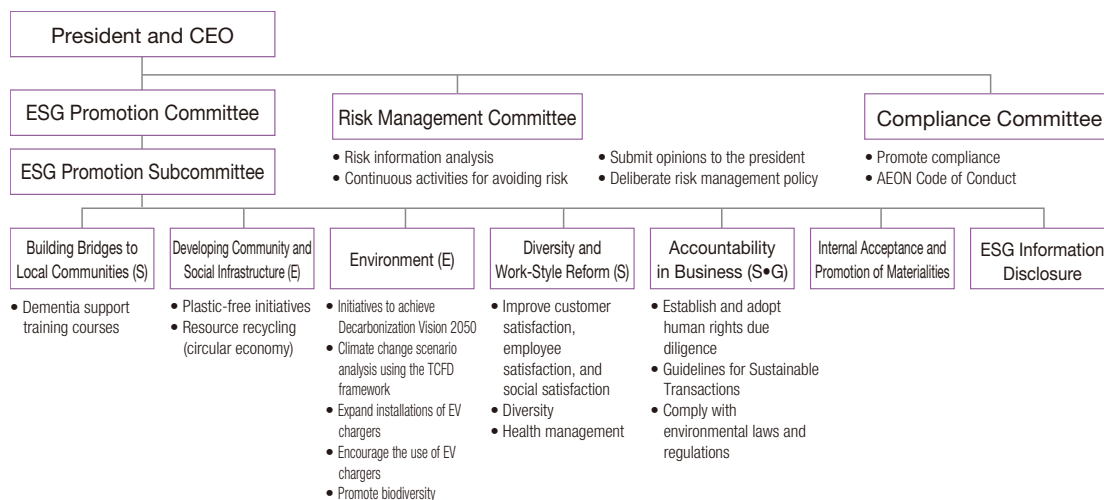 President and CEO
ESG Promotion Committee
Risk Management Committee
Compliance Committee
• Risk information analysis
• Continuous activities for avoiding risk
• Submit opinions to the president
• Deliberate risk management policy
• Promote compliance
• AEON Code of Conduct
ESG Promotion Subcommittee
Building Bridges to
Local Communities (S)
• Dementia support
training courses
Developing Community and
Social Infrastructure (E)
• Plastic-free initiatives
• Resource recycling
(circular economy)
Environment (E)
• Initiatives to achieve
Decarbonization Vision 2050
• Climate change scenario
analysis using the TCFD
framework
• Expand installations of EV
chargers
• Encourage the use of EV
chargers
• Promote biodiversity
Diversity and
Work-Style Reform (S)
• Improve customer
satisfaction,
employee
satisfaction, and
social satisfaction
• Diversity
• Health management
Accountability
in Business (S•G)
• Establish and adopt
human rights due
diligence
• Guidelines for Sustainable
Transactions
• Comply with
environmental laws and
regulations
Internal Acceptance and
Promotion of Materialities
ESG Information
Disclosure